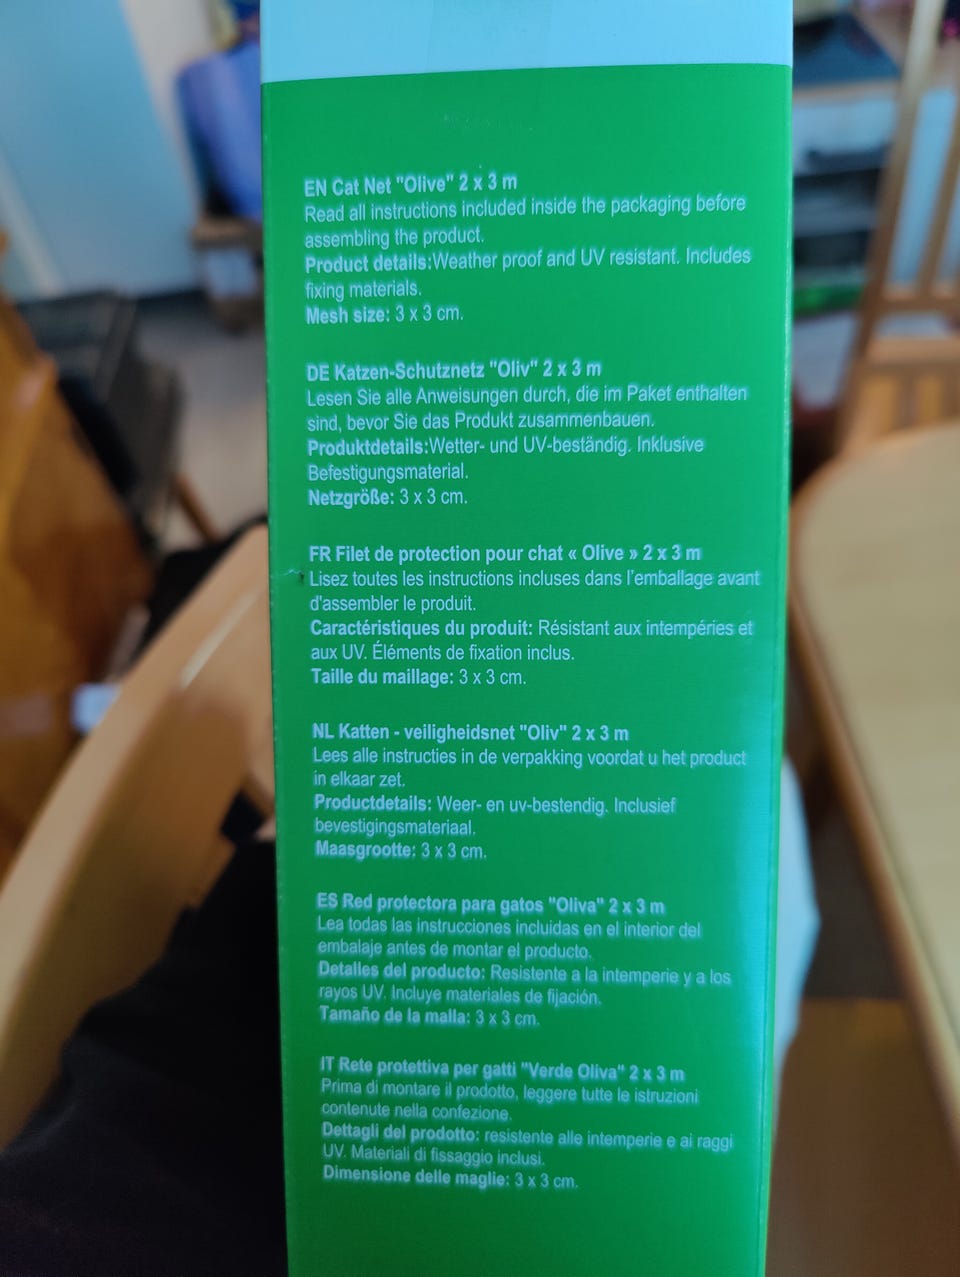 EN Cat Net "Olive" 2 x 3 m
Read all instructions included inside the packaging before
assembling the product.
Product details:Weather proof and UV resistant. Includes
fixing materials.
Mesh size: 3 x 3 cm.
DE Katzen-Schutznetz "Oliv" 2 x 3 m
Lesen Sie alle Anweisungen durch, die im Paket enthalten
sind, bevor Sie das Produkt zusammenbauen.
Produktdetails:Wetter- und UV-beständig. Inklusive
Befestigungsmaterial.
Netzgröße: 3 x 3 cm.
FR Filet de protection pour chat « Olive » 2 x 3 m
Lisez toutes les instructions incluses dans l'emballage avant
d'assembler le produit.
Caractéristiques du produit: Résistant aux intempéries et
aux UV. Éléments de fixation inclus.
Taille du maillage: 3 x 3 cm.
NL Katten - veiligheidsnet "Oliv" 2 x 3 m
Lees alle instructies in de verpakking voordat u het product
in elkaar zet.
Productdetails: Weer- en uv-bestendig. Inclusief
bevestigingsmateriaal.
Maasgrootte: 3 x 3 cm.
ES Red protectora para gatos "Oliva" 2 x 3 m
Lea todas las instrucciones incluidas en el interior del
embalaje antes de montar el producto.
Detalles del producto: Resistente a la intemperie y a los
rayos UV. Incluye materiales de fijación.
Tamaño de la malla: 3 x 3 cm.
IT Rete protettiva per gatti "Verde Oliva" 2 x 3 m
Prima di montare il prodotto, leggere tutte le istruzioni
contenute nella confezione.
Dettagli del prodotto: resistente alle intemperie e ai raggi
UV. Materiali di fissaggio inclusi.
Dimensione delle maglie: 3 x 3 cm.